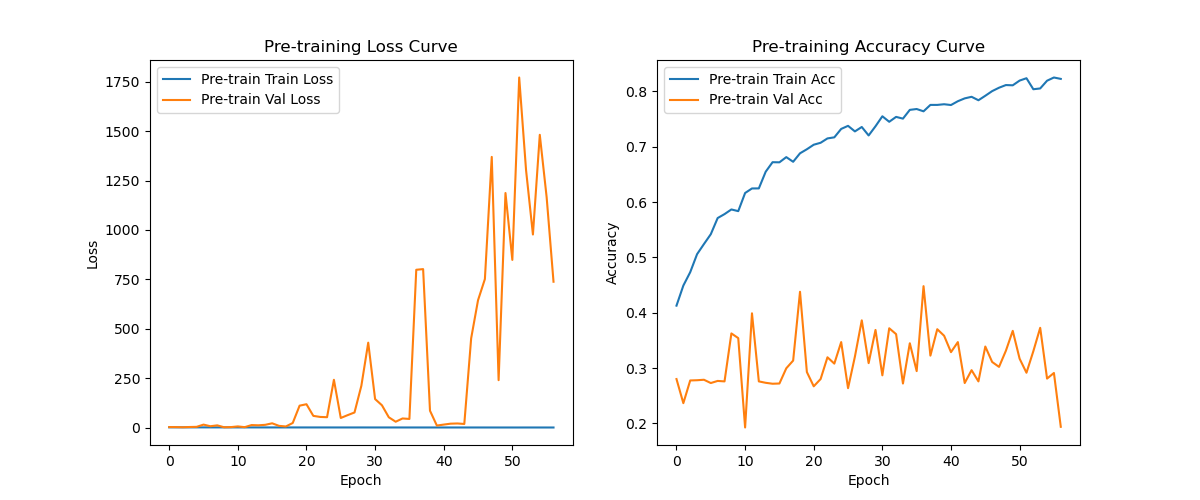 Pre-training Loss Curve
Pre-train Train Loss
Pre-train Val Loss
1750
1500
1250
1000
750
500
250
0
Loss
0 10 20 30 40 50
Epoch
Pre-training Accuracy Curve
Pre-train Train Acc
Pre-train Val Acc
0.8
0.7
0.6
0.5
0.4
0.3
0.2
Accuracy
0 10 20 30 40 50
Epoch